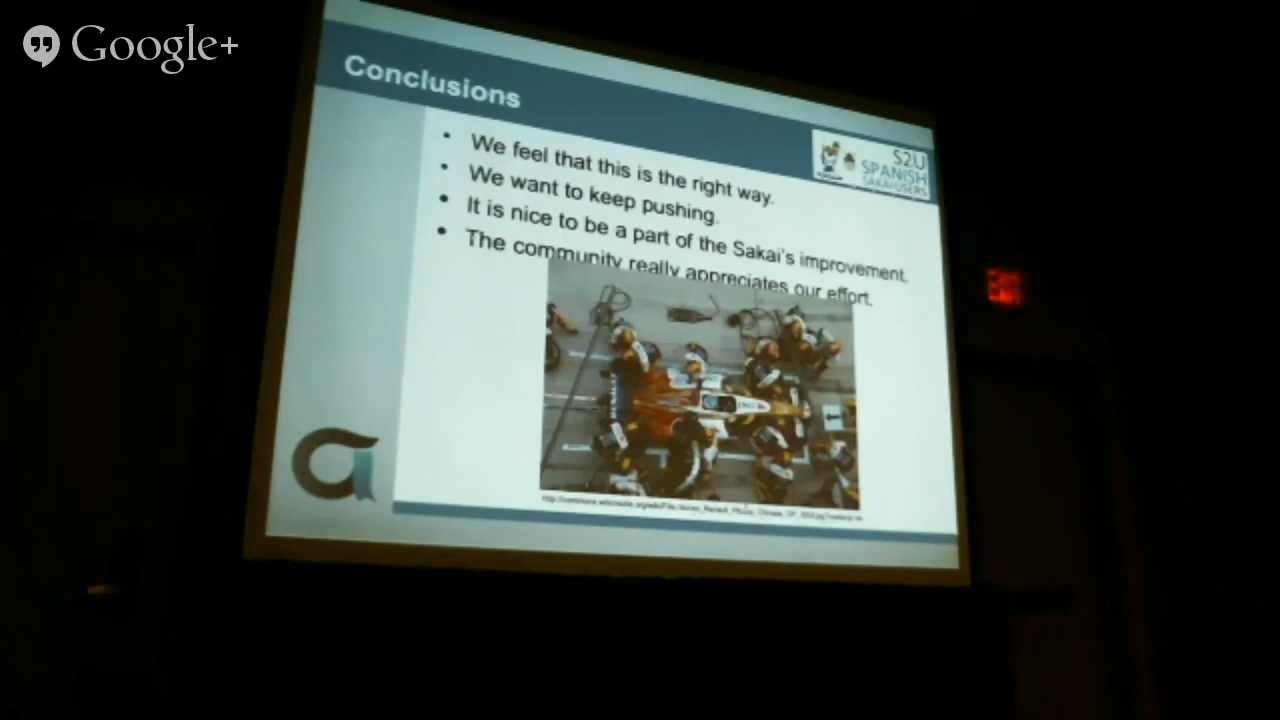 Google+
Conclusions
S2U
SPANISH
SAKAI USERS
• We feel that this is the right way.
• We want to keep pushing.
• It is nice to be a part of the Sakai's improvement.
• The community really appreciates our effort.
ING